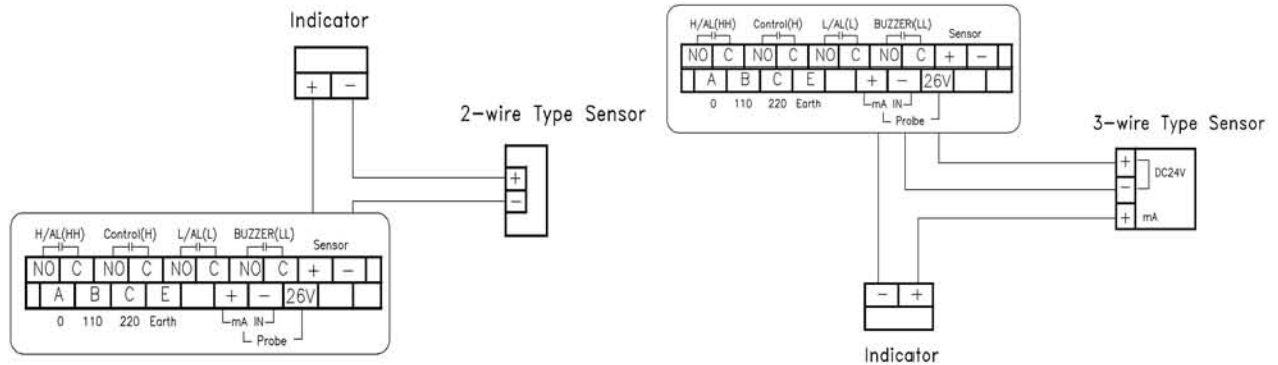 Indicator
+ −
2-wire Type Sensor
+
−
H/AL(HH) Control(H) L/AL(L) BUZZER(LL) Sensor
NO C NO C NO C NO C + −
A B C E + − 26V
0 110 220 Earth mA IN
Probe
H/AL(HH) Control(H) L/AL(L) BUZZER(LL) Sensor
NO C NO C NO C NO C + −
A B C E + − 26V
0 110 220 Earth mA IN
Probe
3-wire Type Sensor
+
DC24V
−
+ mA
− +
Indicator